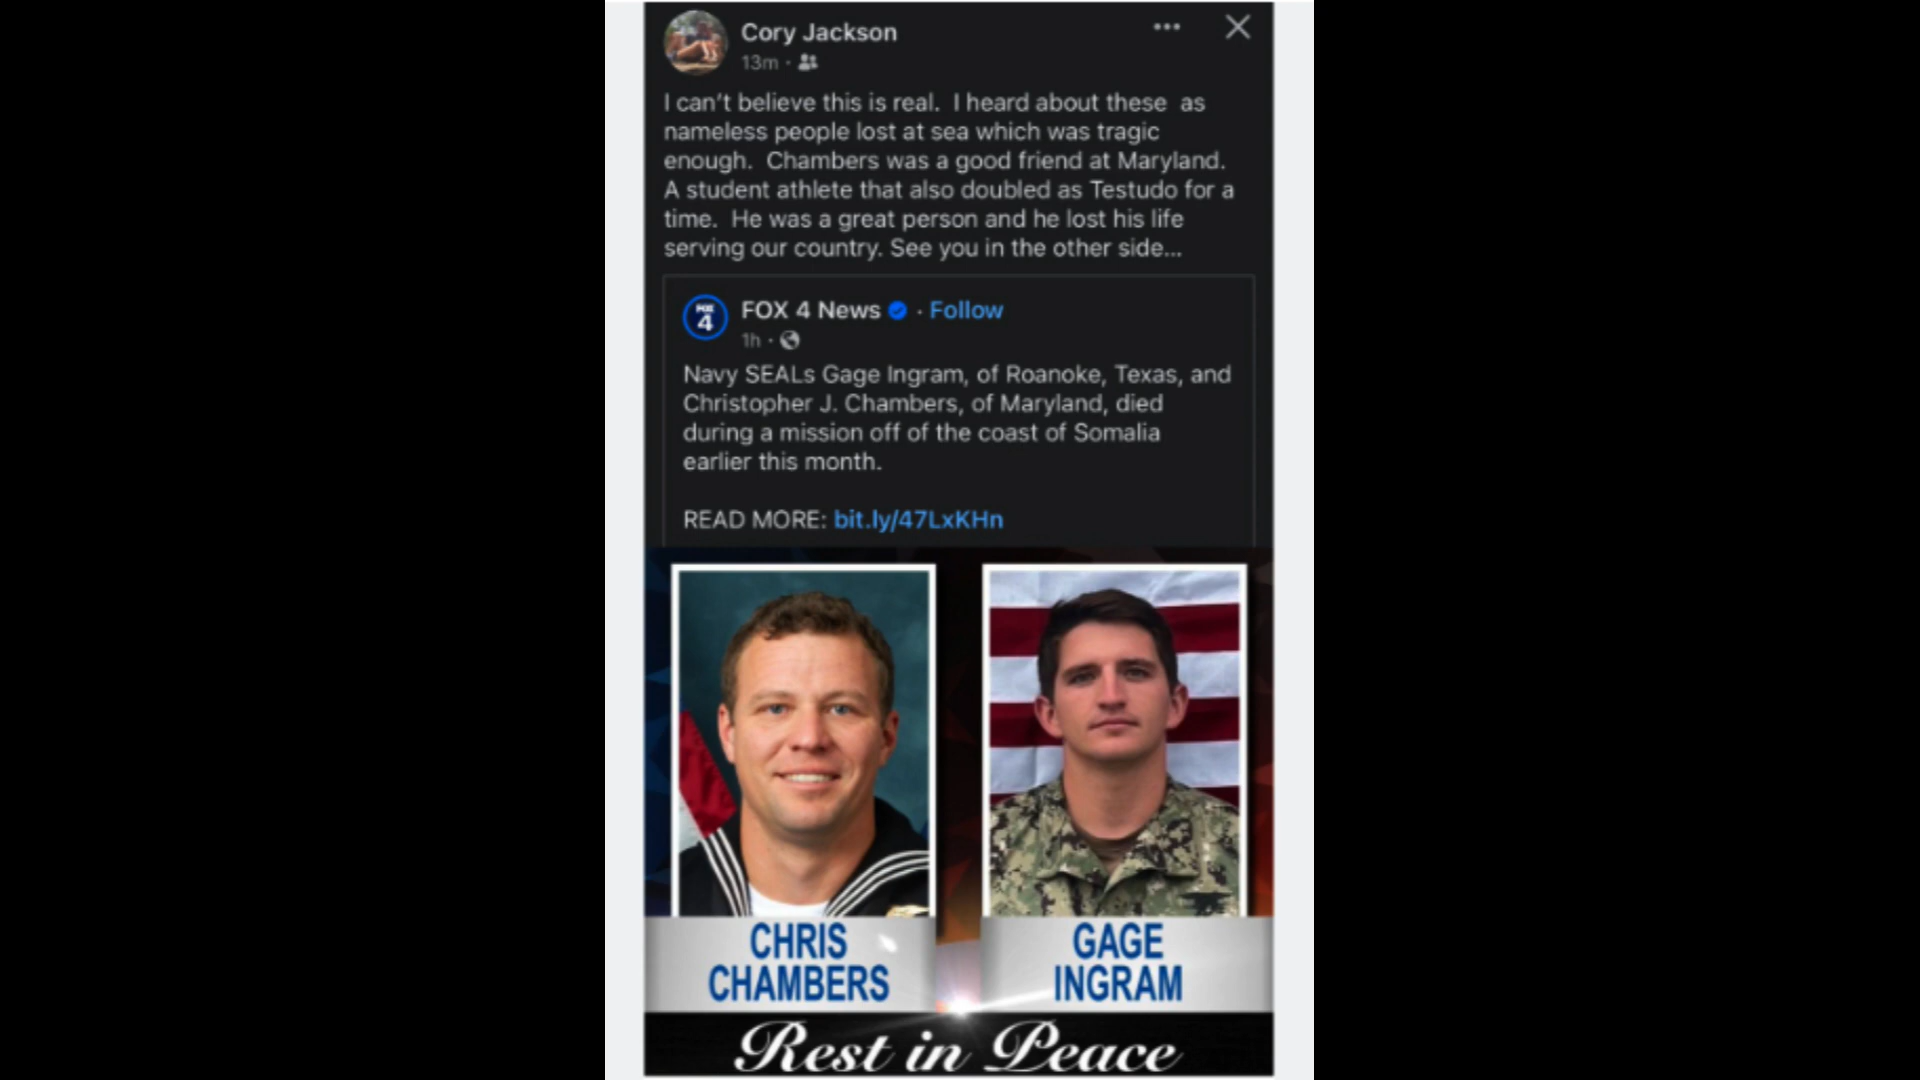 Cory Jackson
13m ·
I can't believe this is real.  I heard about these  as
nameless people lost at sea which was tragic
enough.  Chambers was a good friend at Maryland.
A student athlete that also doubled as Testudo for a
time.  He was a great person and he lost his life
serving our country. See you in the other side...
FOX 4
FOX 4 News · Follow
1h ·
Navy SEALs Gage Ingram, of Roanoke, Texas, and
Christopher J. Chambers, of Maryland, died
during a mission off of the coast of Somalia
earlier this month.
READ MORE: bit.ly/47LxKHn
CHRIS
CHAMBERS
GAGE
INGRAM
Rest in Peace